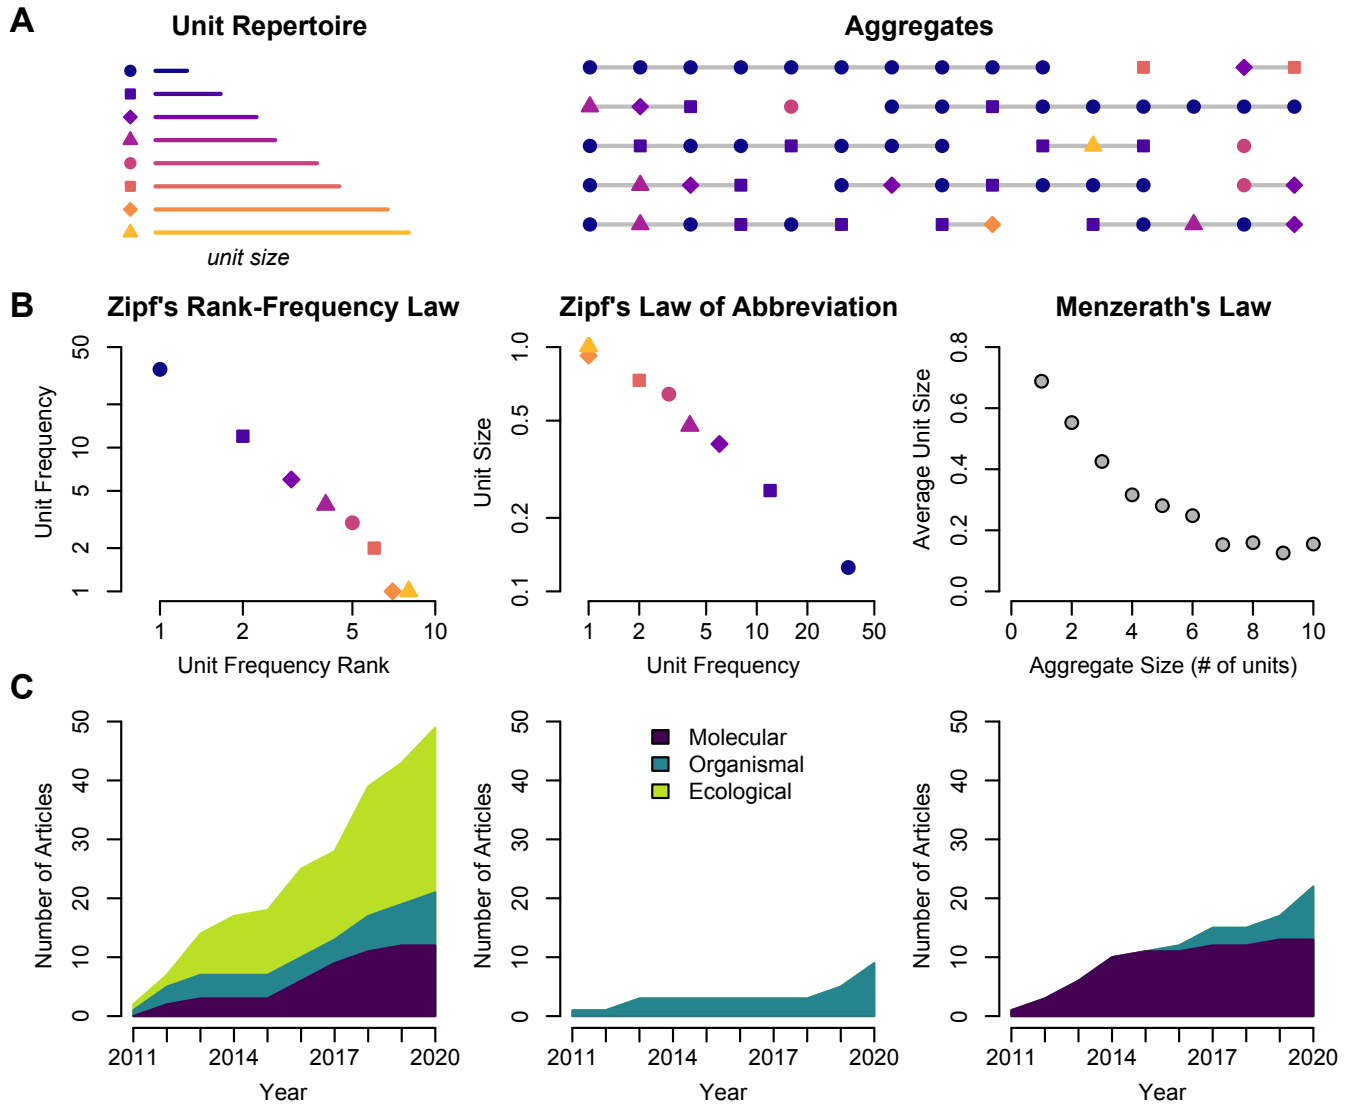 A
Unit Repertoire
Aggregates
unit size
B
Zipf's Rank-Frequency Law
Zipf's Law of Abbreviation
Menzerath's Law
50
10
5
2
1
Unit Frequency
1
2
5
10
Unit Frequency Rank
1.0
0.5
0.2
0.1
Unit Size
1
2
5
10
20
50
Unit Frequency
0.8
0.6
0.4
0.2
0.0
Average Unit Size
0
2
4
6
8
10
Aggregate Size (# of units)
C
50
40
30
20
10
0
Number of Articles
2011
2014
2017
2020
Year
50
40
30
20
10
0
Number of Articles
Molecular
Organismal
Ecological
2011
2014
2017
2020
Year
50
40
30
20
10
0
Number of Articles
2011
2014
2017
2020
Year